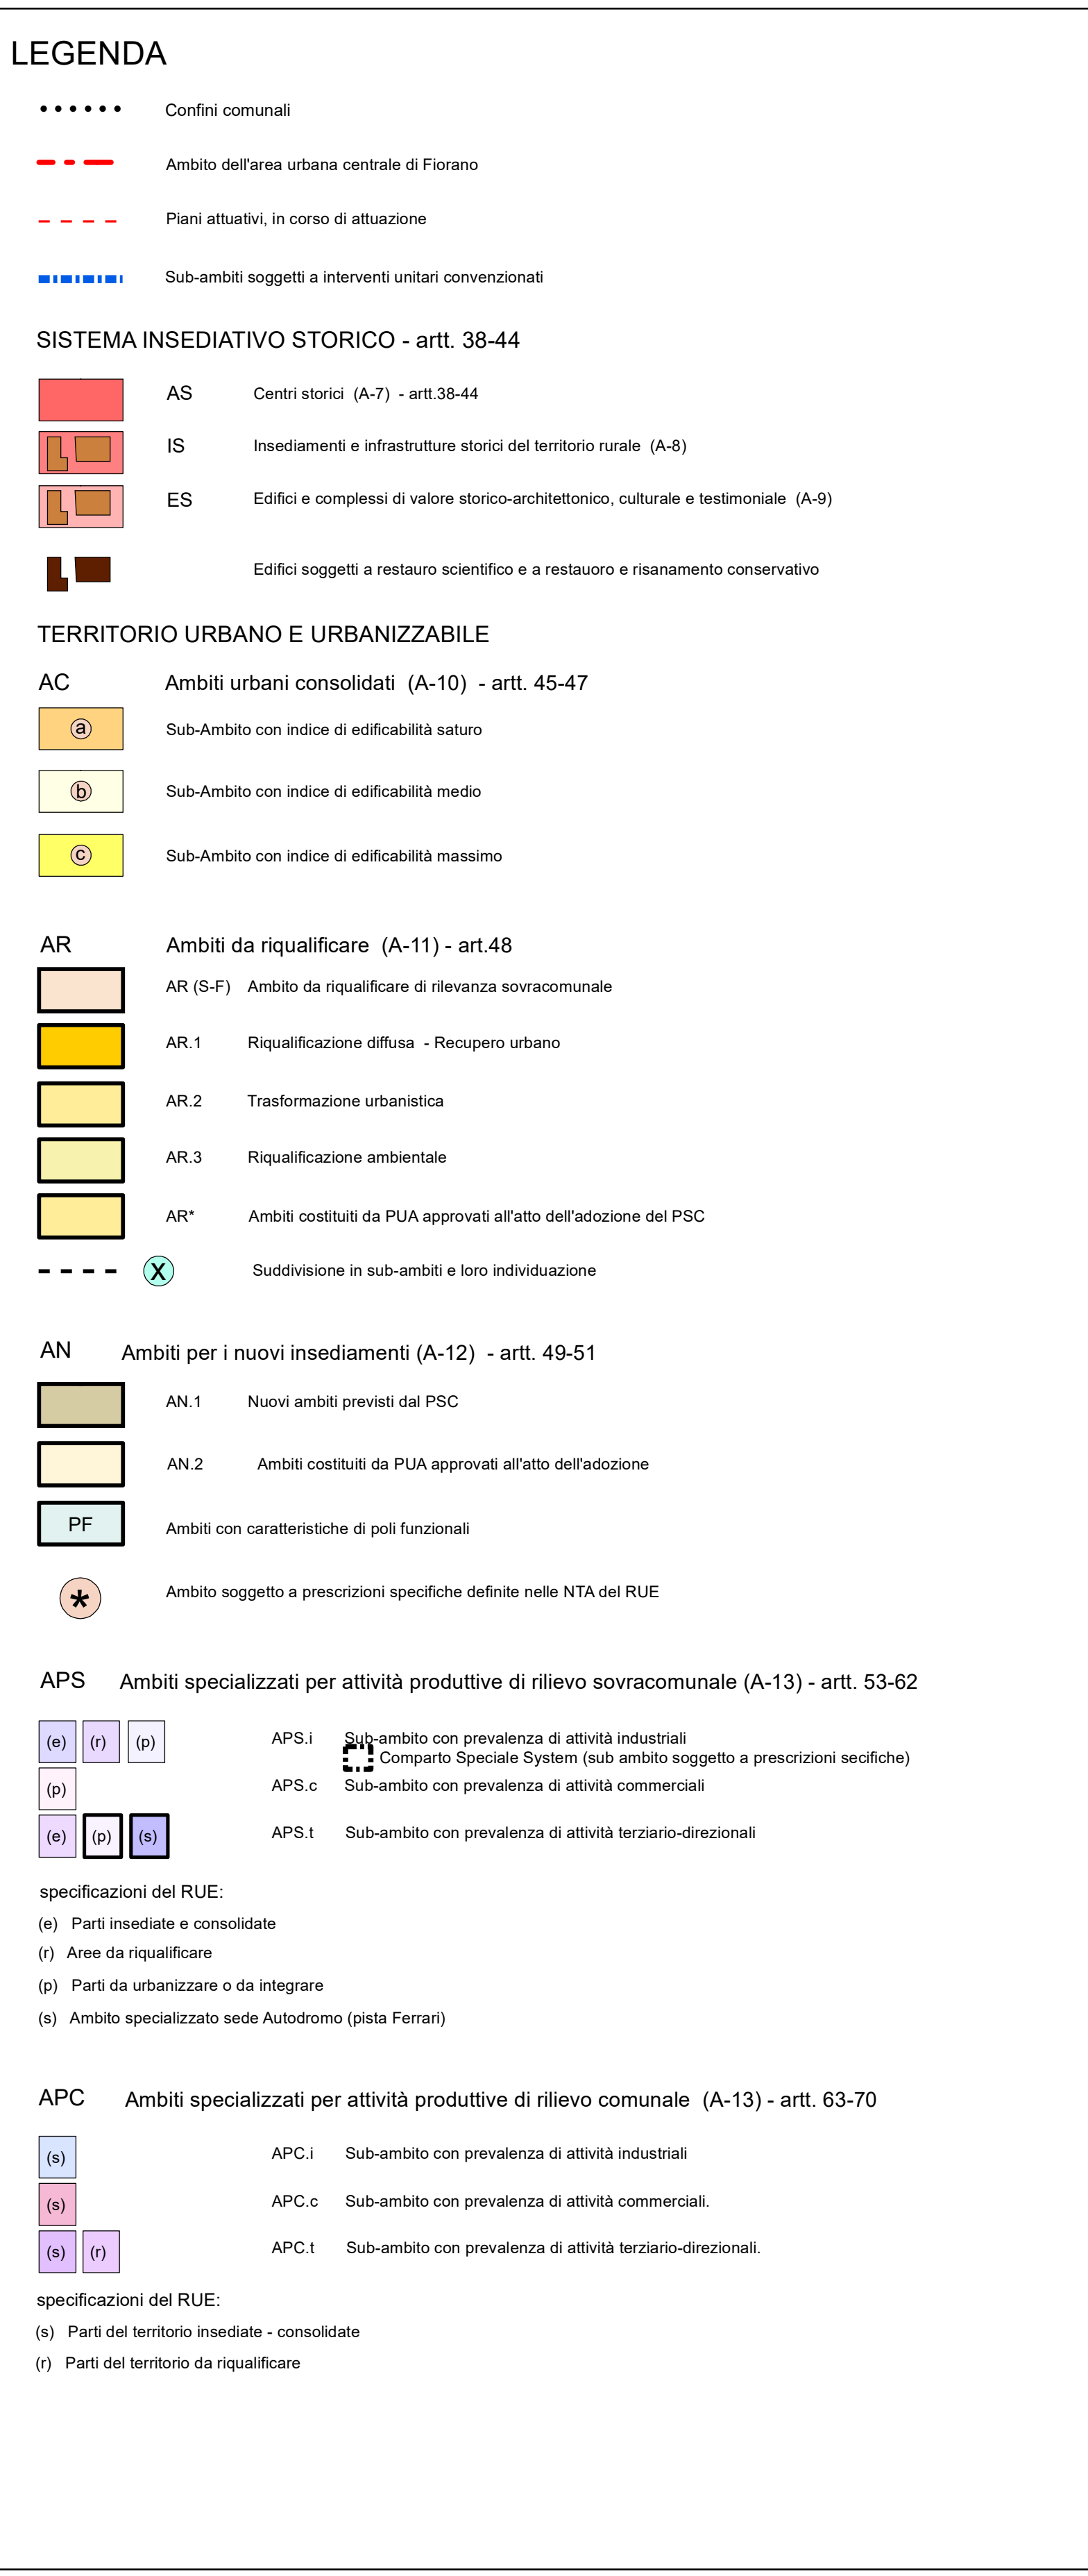 LEGENDA
Confini comunali
Ambito dell'area urbana centrale di Fiorano
Piani attuativi, in corso di attuazione
Sub-ambiti soggetti a interventi unitari convenzionati
SISTEMA INSEDIATIVO STORICO - artt. 38-44
AS Centri storici (A-7) - artt.38-44
IS Insediamenti e infrastrutture storici del territorio rurale (A-8)
ES Edifici e complessi di valore storico-architettonico, culturale e testimoniale (A-9)
Edifici soggetti a restauro scientifico e a restauoro e risanamento conservativo
TERRITORIO URBANO E URBANIZZABILE
AC Ambiti urbani consolidati (A-10) - artt. 45-47
a Sub-Ambito con indice di edificabilità saturo
b Sub-Ambito con indice di edificabilità medio
c Sub-Ambito con indice di edificabilità massimo
AR Ambiti da riqualificare (A-11) - art.48
AR (S-F) Ambito da riqualificare di rilevanza sovracomunale
AR.1 Riqualificazione diffusa - Recupero urbano
AR.2 Trasformazione urbanistica
AR.3 Riqualificazione ambientale
AR* Ambiti costituiti da PUA approvati all'atto dell'adozione del PSC
X Suddivisione in sub-ambiti e loro individuazione
AN Ambiti per i nuovi insediamenti (A-12) - artt. 49-51
AN.1 Nuovi ambiti previsti dal PSC
AN.2 Ambiti costituiti da PUA approvati all'atto dell'adozione
PF Ambiti con caratteristiche di poli funzionali
* Ambito soggetto a prescrizioni specifiche definite nelle NTA del RUE
APS Ambiti specializzati per attività produttive di rilievo sovracomunale (A-13) - artt. 53-62
(e) (r) (p) APS.i Sub-ambito con prevalenza di attività industriali
Comparto Speciale System (sub ambito soggetto a prescrizioni secifiche)
(p) APS.c Sub-ambito con prevalenza di attività commerciali
(e) (p) (s) APS.t Sub-ambito con prevalenza di attività terziario-direzionali
specificazioni del RUE:
(e) Parti insediate e consolidate
(r) Aree da riqualificare
(p) Parti da urbanizzare o da integrare
(s) Ambito specializzato sede Autodromo (pista Ferrari)
APC Ambiti specializzati per attività produttive di rilievo comunale (A-13) - artt. 63-70
(s) APC.i Sub-ambito con prevalenza di attività industriali
(s) APC.c Sub-ambito con prevalenza di attività commerciali.
(s) (r) APC.t Sub-ambito con prevalenza di attività terziario-direzionali.
specificazioni del RUE:
(s) Parti del territorio insediate - consolidate
(r) Parti del territorio da riqualificare